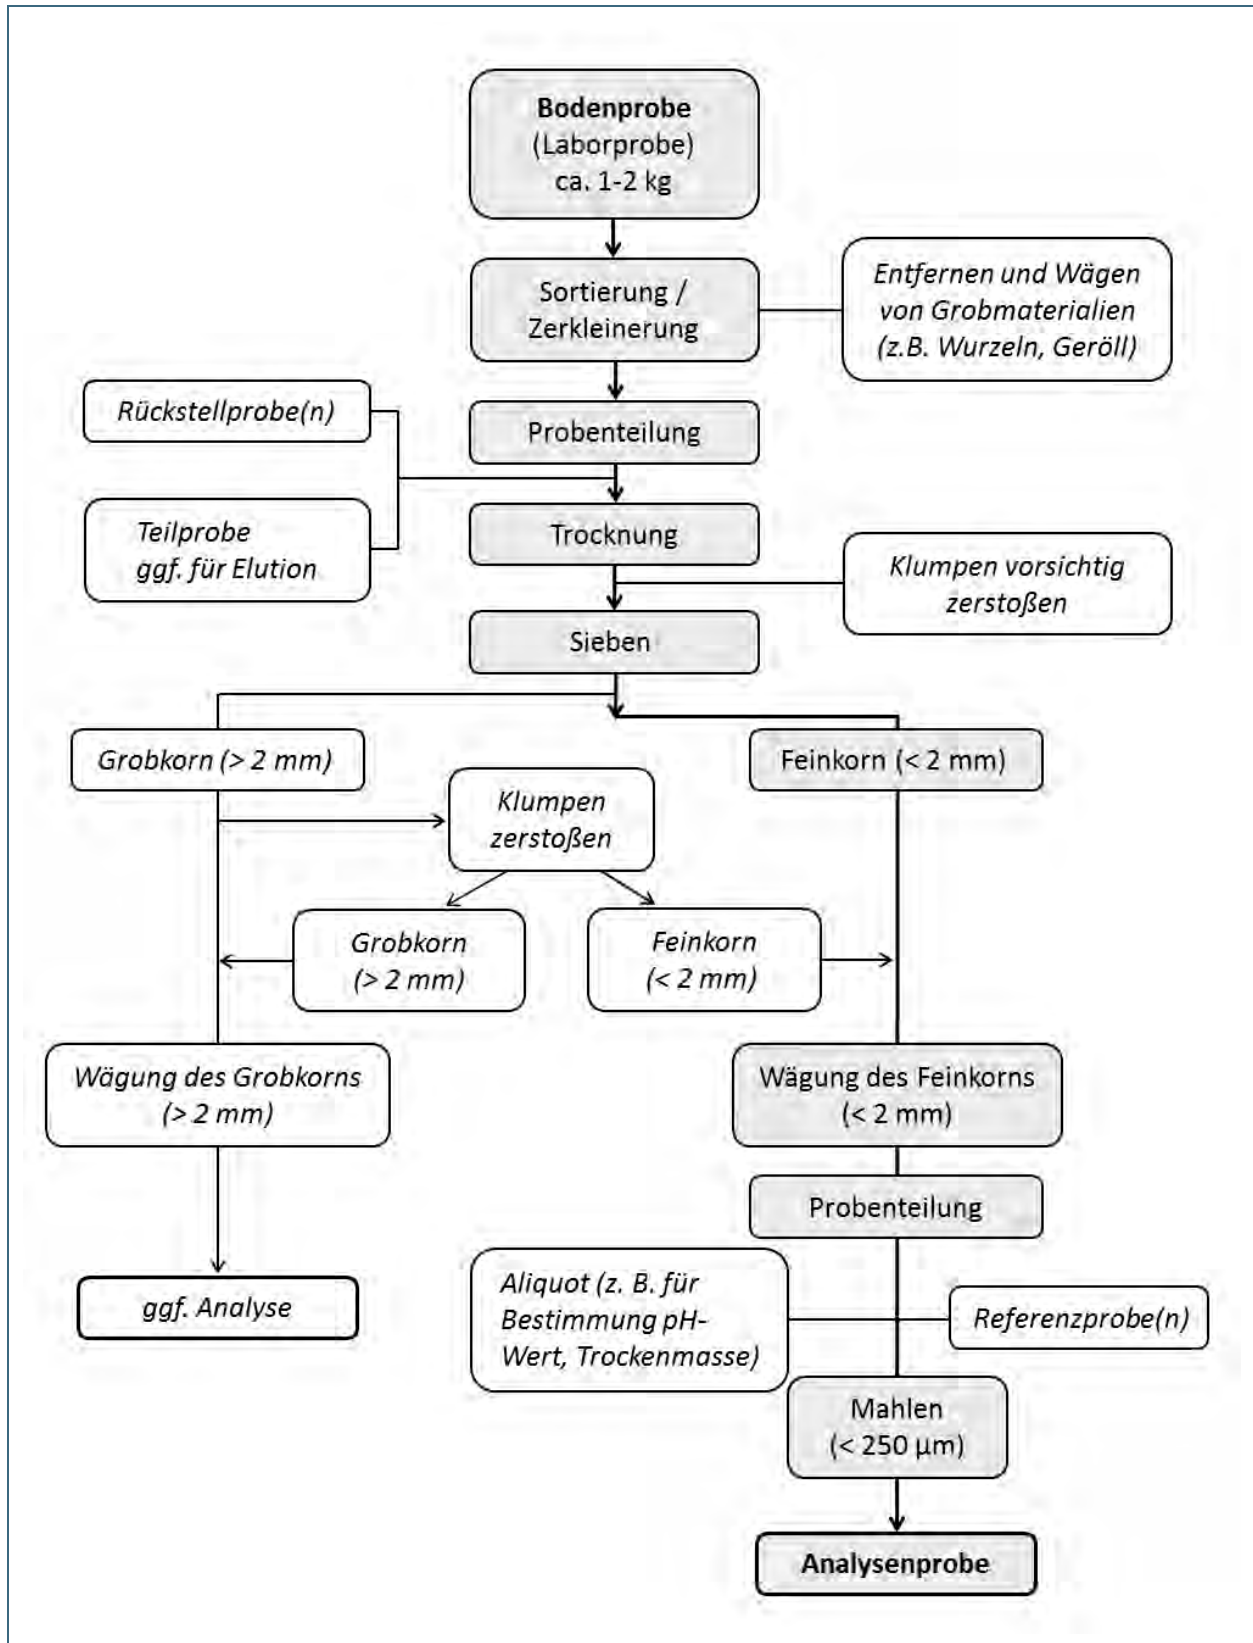 Bodenprobe
(Laborprobe)
ca. 1-2 kg
Sortierung /
Zerkleinerung
Entfernen und Wägen
von Grobmaterialien
(z.B. Wurzeln, Geröll)
Rückstellprobe(n)
Probenteilung
Teilprobe
ggf. für Elution
Trocknung
Klumpen vorsichtig
zerstoßen
Sieben
Grobkorn (> 2 mm)
Feinkorn (< 2 mm)
Klumpen
zerstoßen
Grobkorn
(> 2 mm)
Feinkorn
(< 2 mm)
Wägung des Grobkorns
(> 2 mm)
Wägung des Feinkorns
(< 2 mm)
Probenteilung
ggf. Analyse
Aliquot (z. B. für
Bestimmung pH-
Wert, Trockenmasse)
Referenzprobe(n)
Mahlen
(< 250 µm)
Analysenprobe